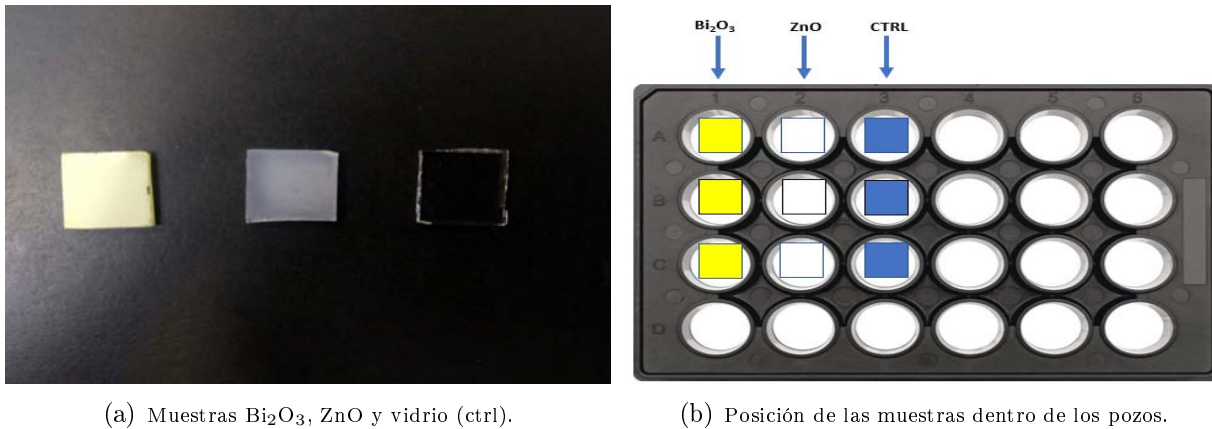 Bi₂O₃ ZnO CTRL
1 2 3 4 5 6
A
B
C
D
(a) Muestras Bi₂O₃, ZnO y vidrio (ctrl).
(b) Posición de las muestras dentro de los pozos.